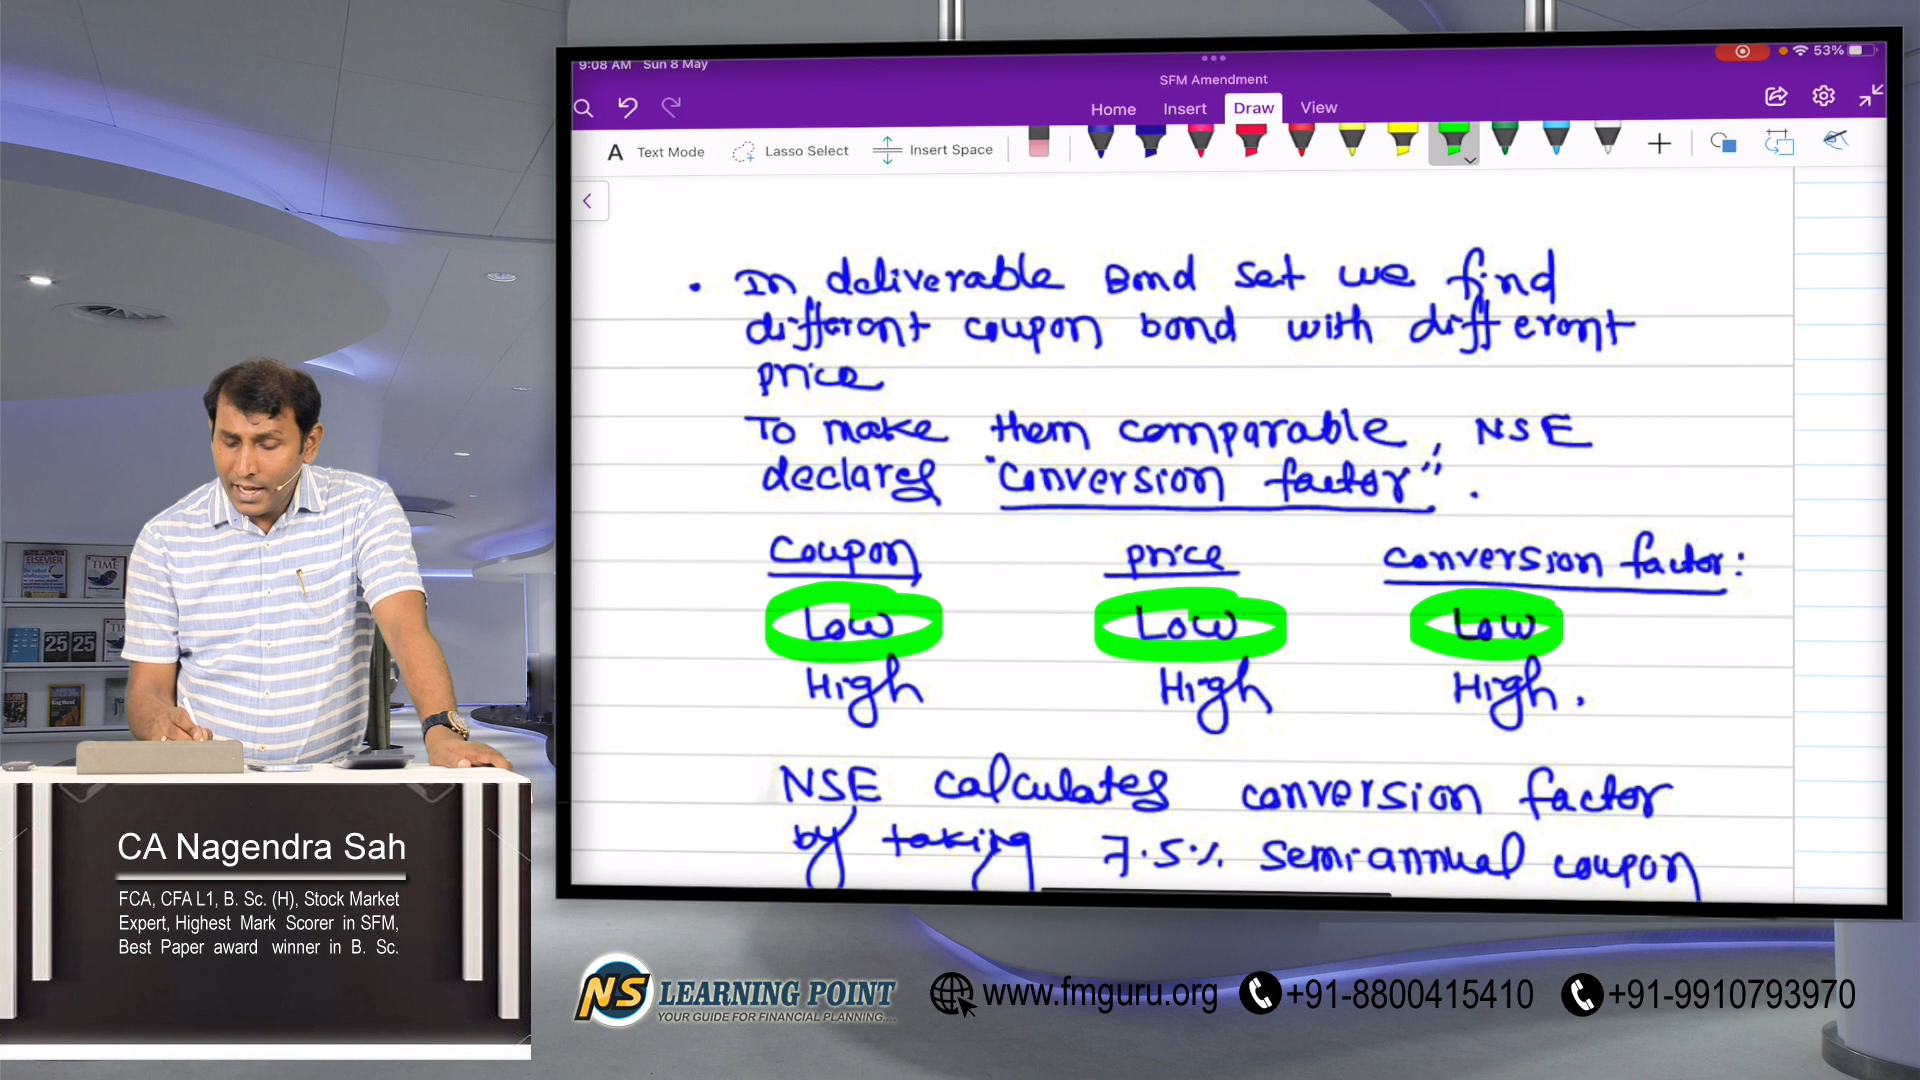 9:08 AM Sun 8 May
53%
SFM Amendment
Home Insert Draw View
Text Mode Lasso Select Insert Space
• In deliverable Bond set we find
different coupon bond with different
price
To make them comparable, NSE
declares "conversion factor".
Coupon price conversion factor:
Low Low Low
High High High.
NSE calculates conversion factor
by taking 7.5% semiannual coupon
ELSEVIER
TIME
25 25
CA Nagendra Sah
FCA, CFA L1, B. Sc. (H), Stock Market
Expert, Highest Mark Scorer in SFM,
Best Paper award winner in B. Sc.
NS LEARNING POINT
YOUR GUIDE FOR FINANCIAL PLANNING....
www.fmguru.org +91-8800415410 +91-9910793970